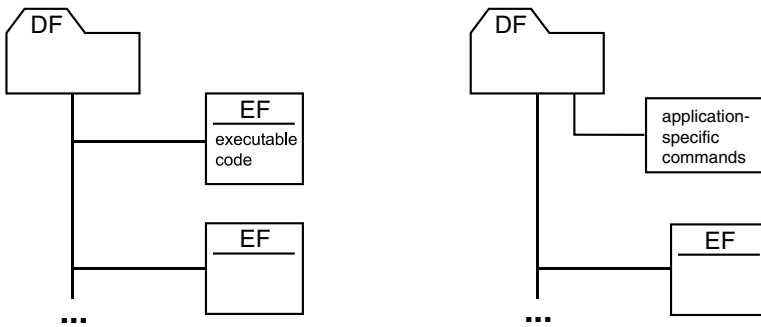 DF
EF
executable
code
EF
DF
application-
specific
commands
EF